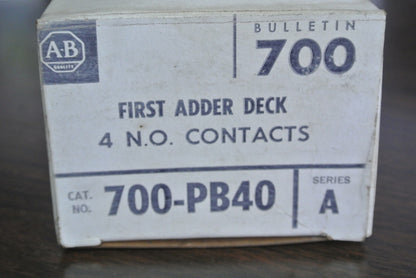 A-B
QUALITY
BULLETIN
700
FIRST ADDER DECK
4 N.O. CONTACTS
CAT. NO. 700-PB40
SERIES
A